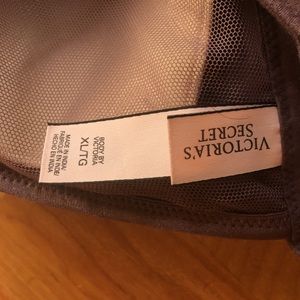 VICTORIA'S
SECRET
BODY BY
VICTORIA
XL/TG
MADE IN INDIA/
FABRIQUÉ EN INDE/
HECHO EN INDIA